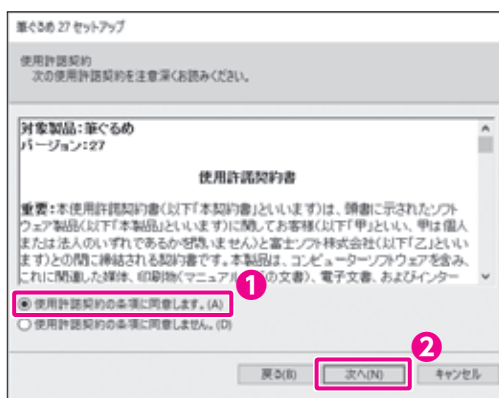 筆ぐるめ 27 セットアップ
使用許諾契約
次の使用許諾契約を注意深くお読みください。
対象製品：筆ぐるめ
バージョン：27
使用許諾契約書
重要：本使用許諾契約書（以下「本契約書」といいます）は、頭書に示されたソフト
ウェア製品（以下「本製品」といいます）に関してお客様（以下「甲」といい、甲は個人
または法人のいずれであるかを問いません）と富士ソフト株式会社（以下「乙」といい
ます）との間に締結される契約書です。本製品は、コンピューターソフトウェアを含み、
これに関連した媒体、印刷物（マニュアル の文書）、電子文書、およびインター
1
使用許諾契約の条項に同意します。(A)
使用許諾契約の条項に同意しません。(D)
2
戻る(B) 次へ(N) キャンセル